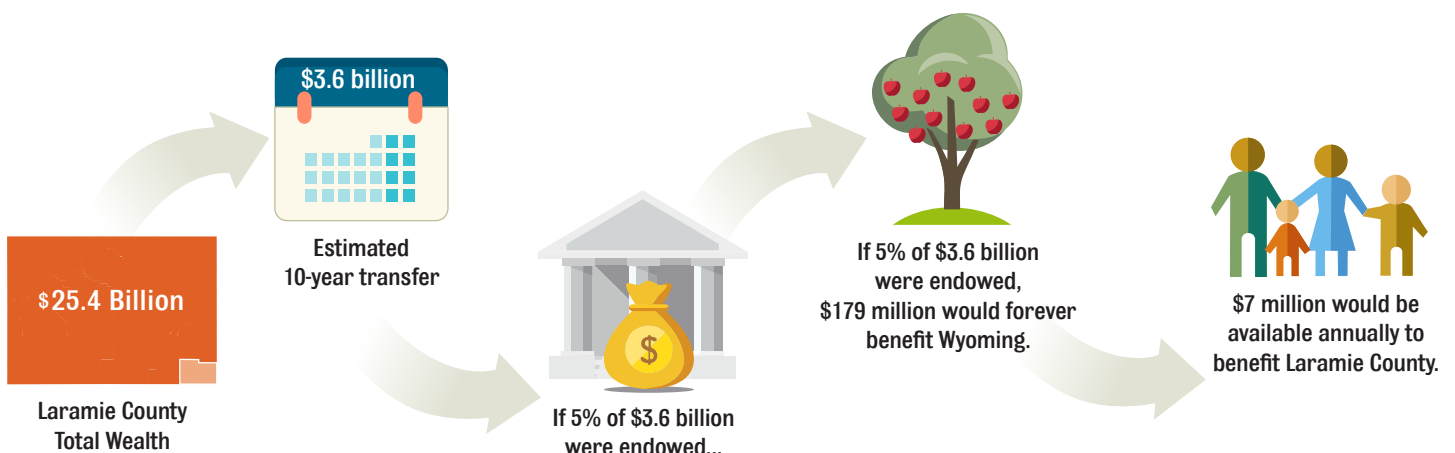 $25.4 Billion
Laramie County
Total Wealth
$3.6 billion
Estimated
10-year transfer
$
If 5% of $3.6 billion
were endowed...
If 5% of $3.6 billion
were endowed,
$179 million would forever
benefit Wyoming.
$7 million would be
available annually to
benefit Laramie County.